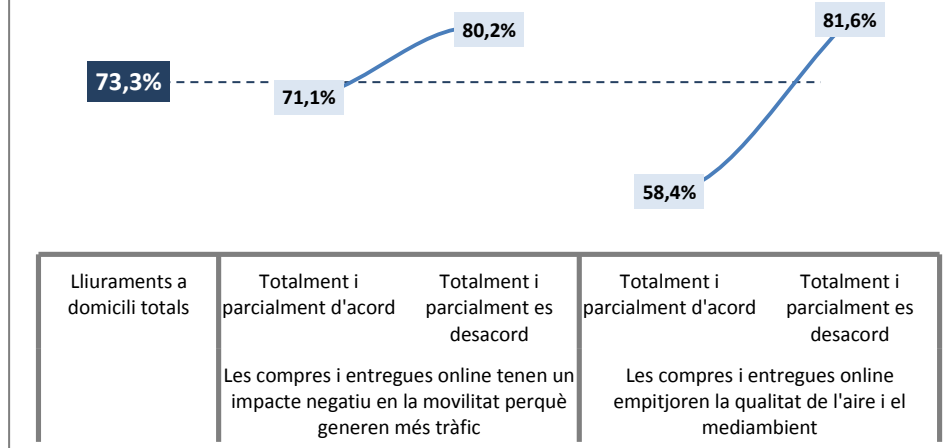 81,6%
80,2%
73,3%
71,1%
58,4%
Lliuraments a
domicili totals
Totalment i
parcialment d'acord
Totalment i
parcialment es
desacord
Totalment i
parcialment d'acord
Totalment i
parcialment es
desacord
Les compres i entregues online tenen un
impacte negatiu en la movilitat perquè
generen més tràfic
Les compres i entregues online
empitjoren la qualitat de l'aire i el
mediambient